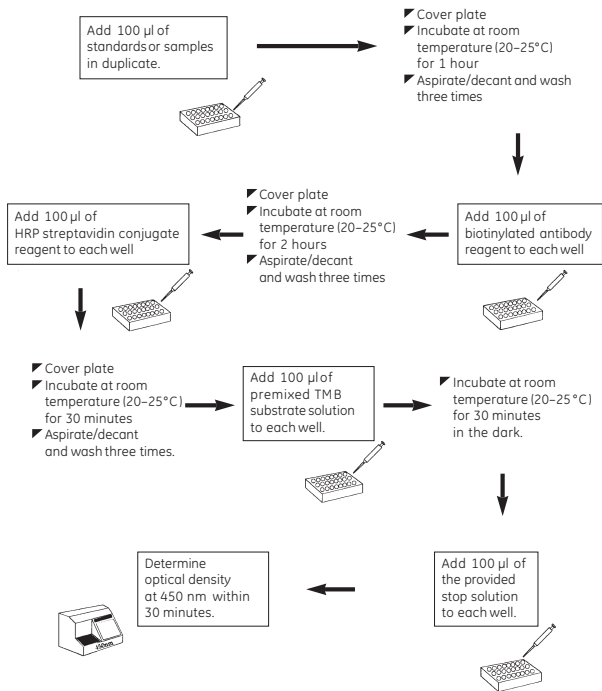 Add 100 µl of
standards or samples
in duplicate.
Cover plate
Incubate at room
temperature (20–25°C)
for 1 hour
Aspirate/decant and wash
three times
Add 100 µl of
biotinylated antibody
reagent to each well
Cover plate
Incubate at room
temperature (20–25°C)
for 2 hours
Aspirate/decant
and wash three times
Add 100 µl of
HRP streptavidin conjugate
reagent to each well
Cover plate
Incubate at room
temperature (20–25°C)
for 30 minutes
Aspirate/decant
and wash three times.
Add 100 µl of
premixed TMB
substrate solution
to each well.
Incubate at room
temperature (20–25°C)
for 30 minutes
in the dark.
Add 100 µl of
the provided
stop solution
to each well.
Determine
optical density
at 450 nm within
30 minutes.
450nm